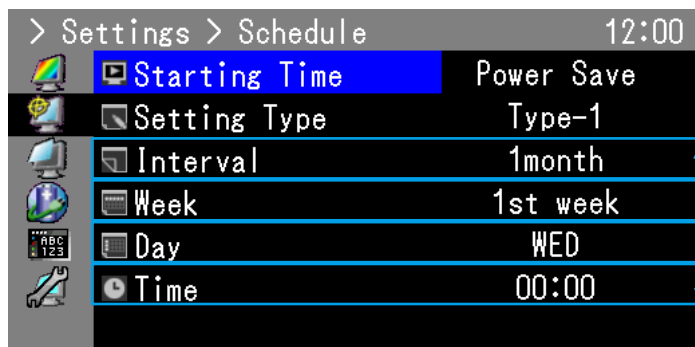 > Settings > Schedule 12:00
Starting Time Power Save
Setting Type Type-1
Interval 1month
Week 1st week
ABC
123
Day WED
Time 00:00